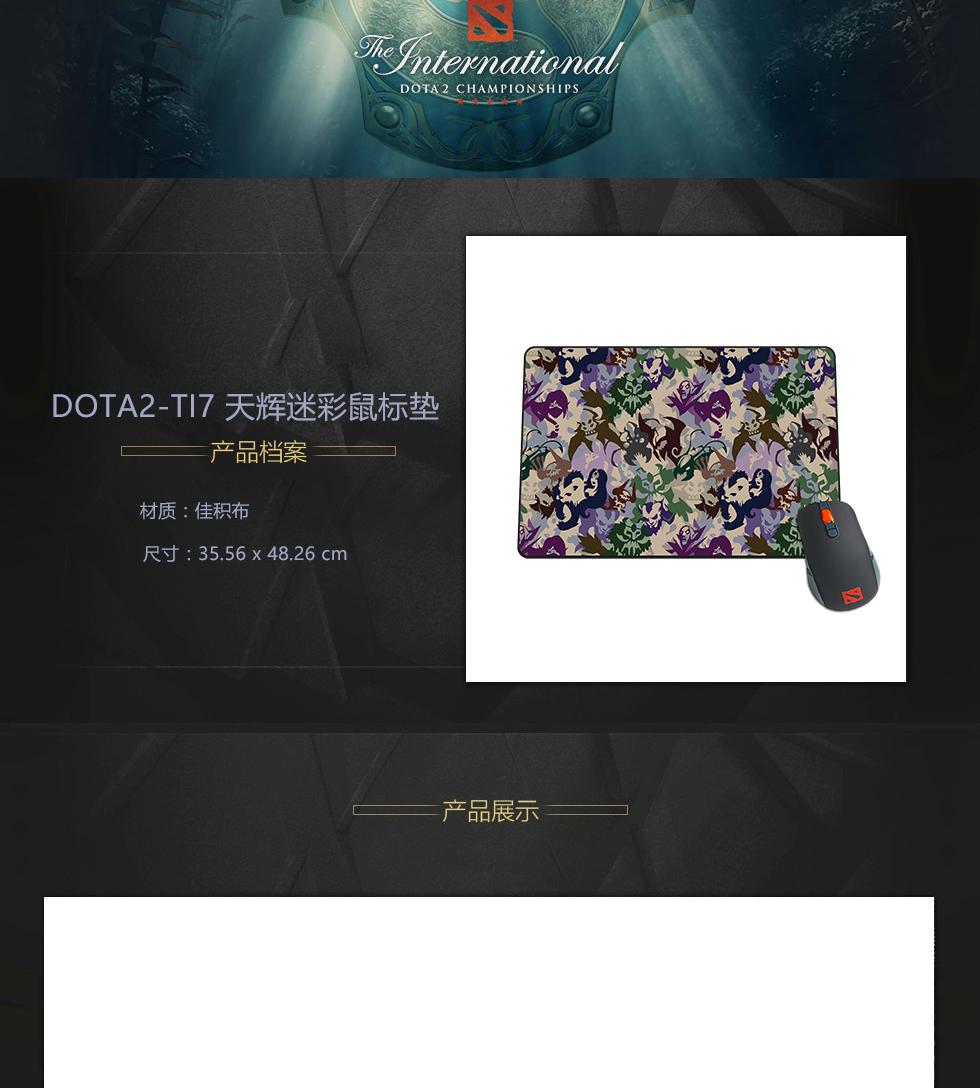 The International
DOTA 2 CHAMPIONSHIPS
DOTA2-TI7 天辉迷彩鼠标垫
产品档案
材质：佳积布
尺寸：35.56 x 48.26 cm
产品展示